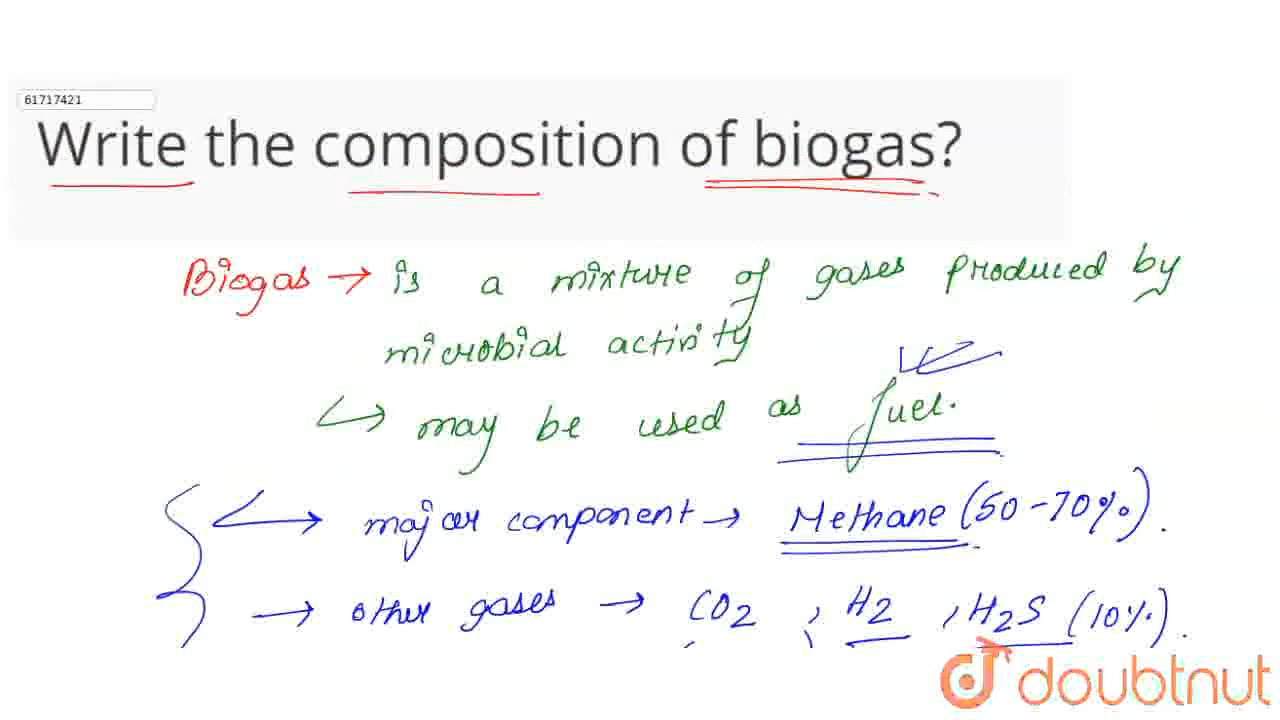 61717421
Write the composition of biogas?
Biogas → is a mixture of gases produced by
microbial activity
↳ may be used as fuel.
↳ major component → Methane (50-70%).
→ other gases → CO2, H2, H2S (10%).
doubtnut